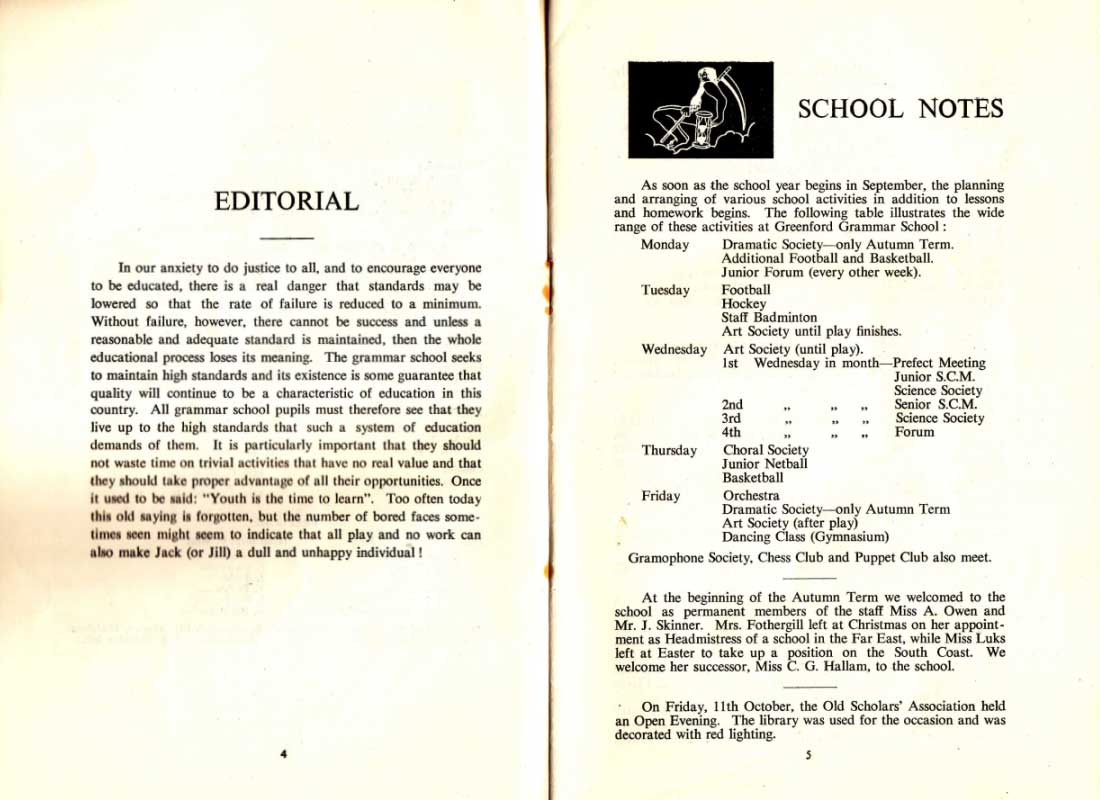 EDITORIAL
In our anxiety to do justice to all, and to encourage everyone
to be educated, there is a real danger that standards may be
lowered so that the rate of failure is reduced to a minimum.
Without failure, however, there cannot be success and unless a
reasonable and adequate standard is maintained, then the whole
educational process loses its meaning. The grammar school seeks
to maintain high standards and its existence is some guarantee that
quality will continue to be a characteristic of education in this
country. All grammar school pupils must therefore see that they
live up to the high standards that such a system of education
demands of them. It is particularly important that they should
not waste time on trivial activities that have no real value and that
they should take proper advantage of all their opportunities. Once
it used to be said: "Youth is the time to learn". Too often today
this old saying is forgotten, but the number of bored faces some-
times seen might seem to indicate that all play and no work can
also make Jack (or Jill) a dull and unhappy individual !
4
SCHOOL NOTES
As soon as the school year begins in September, the planning
and arranging of various school activities in addition to lessons
and homework begins. The following table illustrates the wide
range of these activities at Greenford Grammar School :
Monday Dramatic Society—only Autumn Term.
Additional Football and Basketball.
Junior Forum (every other week).
Tuesday Football
Hockey
Staff Badminton
Art Society until play finishes.
Wednesday Art Society (until play).
1st Wednesday in month—Prefect Meeting
Junior S.C.M.
Science Society
2nd „ „ „ Senior S.C.M.
3rd „ „ „ Science Society
4th „ „ „ Forum
Thursday Choral Society
Junior Netball
Basketball
Friday Orchestra
Dramatic Society—only Autumn Term
Art Society (after play)
Dancing Class (Gymnasium)
Gramophone Society, Chess Club and Puppet Club also meet.
At the beginning of the Autumn Term we welcomed to the
school as permanent members of the staff Miss A. Owen and
Mr. J. Skinner. Mrs. Fothergill left at Christmas on her appoint-
ment as Headmistress of a school in the Far East, while Miss Luks
left at Easter to take up a position on the South Coast. We
welcome her successor, Miss C. G. Hallam, to the school.
On Friday, 11th October, the Old Scholars' Association held
an Open Evening. The library was used for the occasion and was
decorated with red lighting.
5